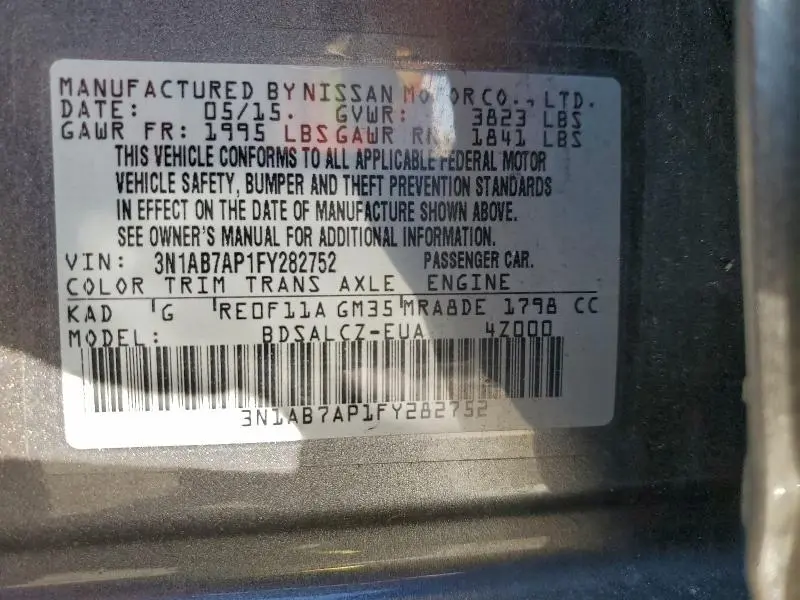 MANUFACTURED BY NISSAN MOTOR CO., LTD.
DATE: 05/15. GVWR: 3823 LBS
GAWR FR: 1995 LBS GAWR RR: 1841 LBS
THIS VEHICLE CONFORMS TO ALL APPLICABLE FEDERAL MOTOR
VEHICLE SAFETY, BUMPER AND THEFT PREVENTION STANDARDS
IN EFFECT ON THE DATE OF MANUFACTURE SHOWN ABOVE.
SEE OWNER'S MANUAL FOR ADDITIONAL INFORMATION.
VIN: 3N1AB7AP1FY282752 PASSENGER CAR.
COLOR TRIM TRANS AXLE ENGINE
KAD G RE0F11A GM35 MRA8DE 1798 CC
MODEL: BDSALCZ-EUA 4Z000
3N1AB7AP1FY282752